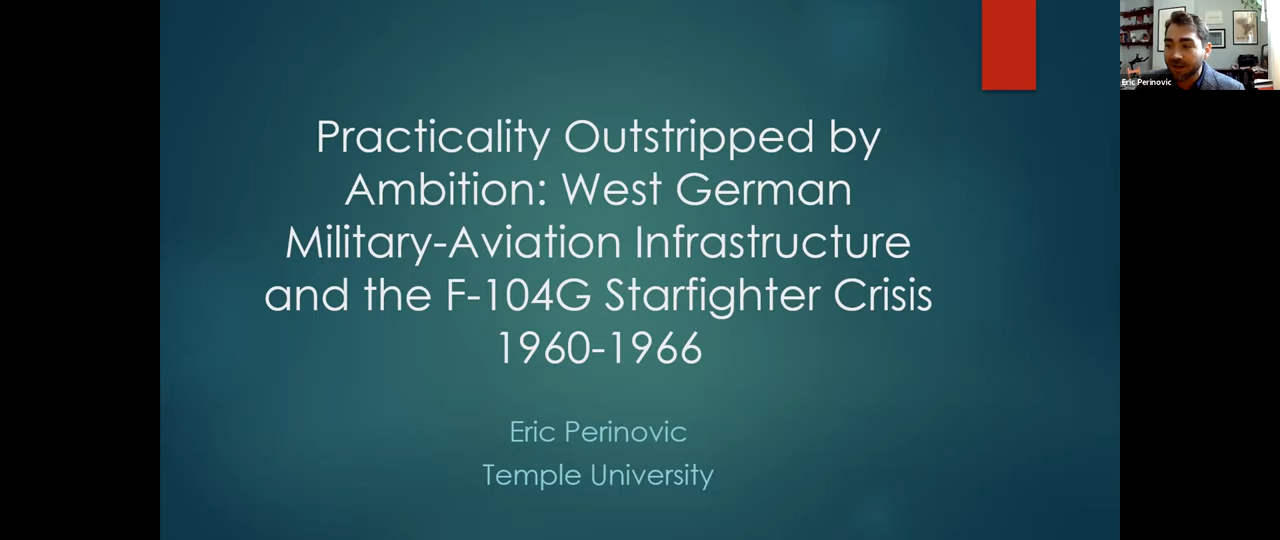 Practicality Outstripped by
Ambition: West German
Military-Aviation Infrastructure
and the F-104G Starfighter Crisis
1960-1966
Eric Perinovic
Temple University
Eric Perinovic